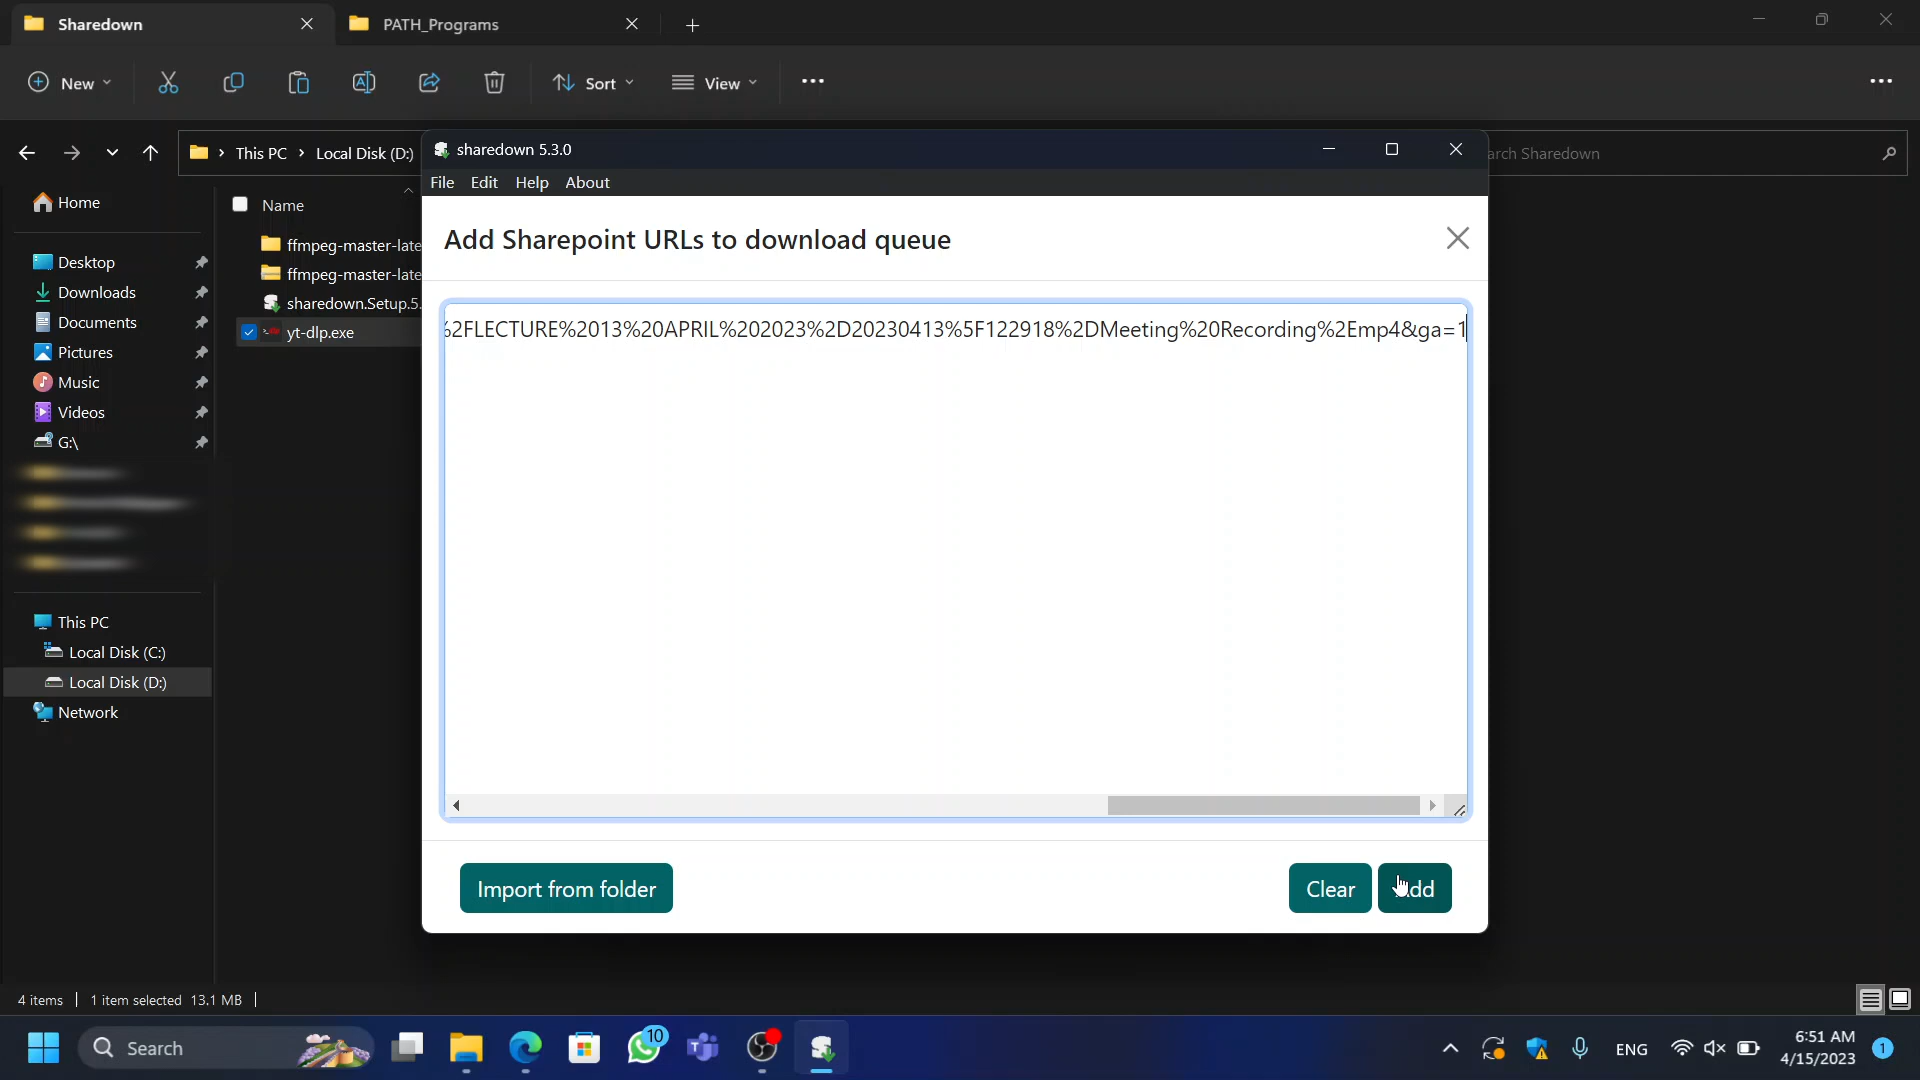 Sharedown
PATH_Programs
New
Sort
View
This PC
Local Disk (D:)
sharedown 5.3.0
Sharedown
File Edit Help About
Home
Name
Add Sharepoint URLs to download queue
ffmpeg-master-late
ffmpeg-master-late
sharedown.Setup.5.
yt-dlp.exe
%2FLECTURE%2013%20APRIL%202023%2D20230413%5F122918%2DMeeting%20Recording%2Emp4&ga=1
Desktop
Downloads
Documents
Pictures
Music
Videos
G:\
This PC
Local Disk (C:)
Local Disk (D:)
Network
Import from folder
Clear
Add
4 items
1 item selected 13.1 MB
Search
10
ENG
6:51 AM
4/15/2023
1